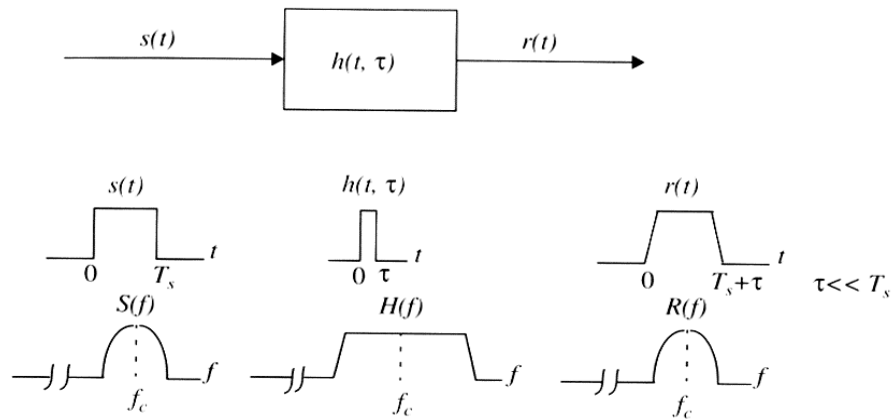 s(t)
h(t, τ)
r(t)
s(t)
h(t, τ)
r(t)
t
t
t
0
T_s
0
τ
0
T_s+τ
τ<< T_s
S(f)
H(f)
R(f)
f
f
f
f_c
f_c
f_c